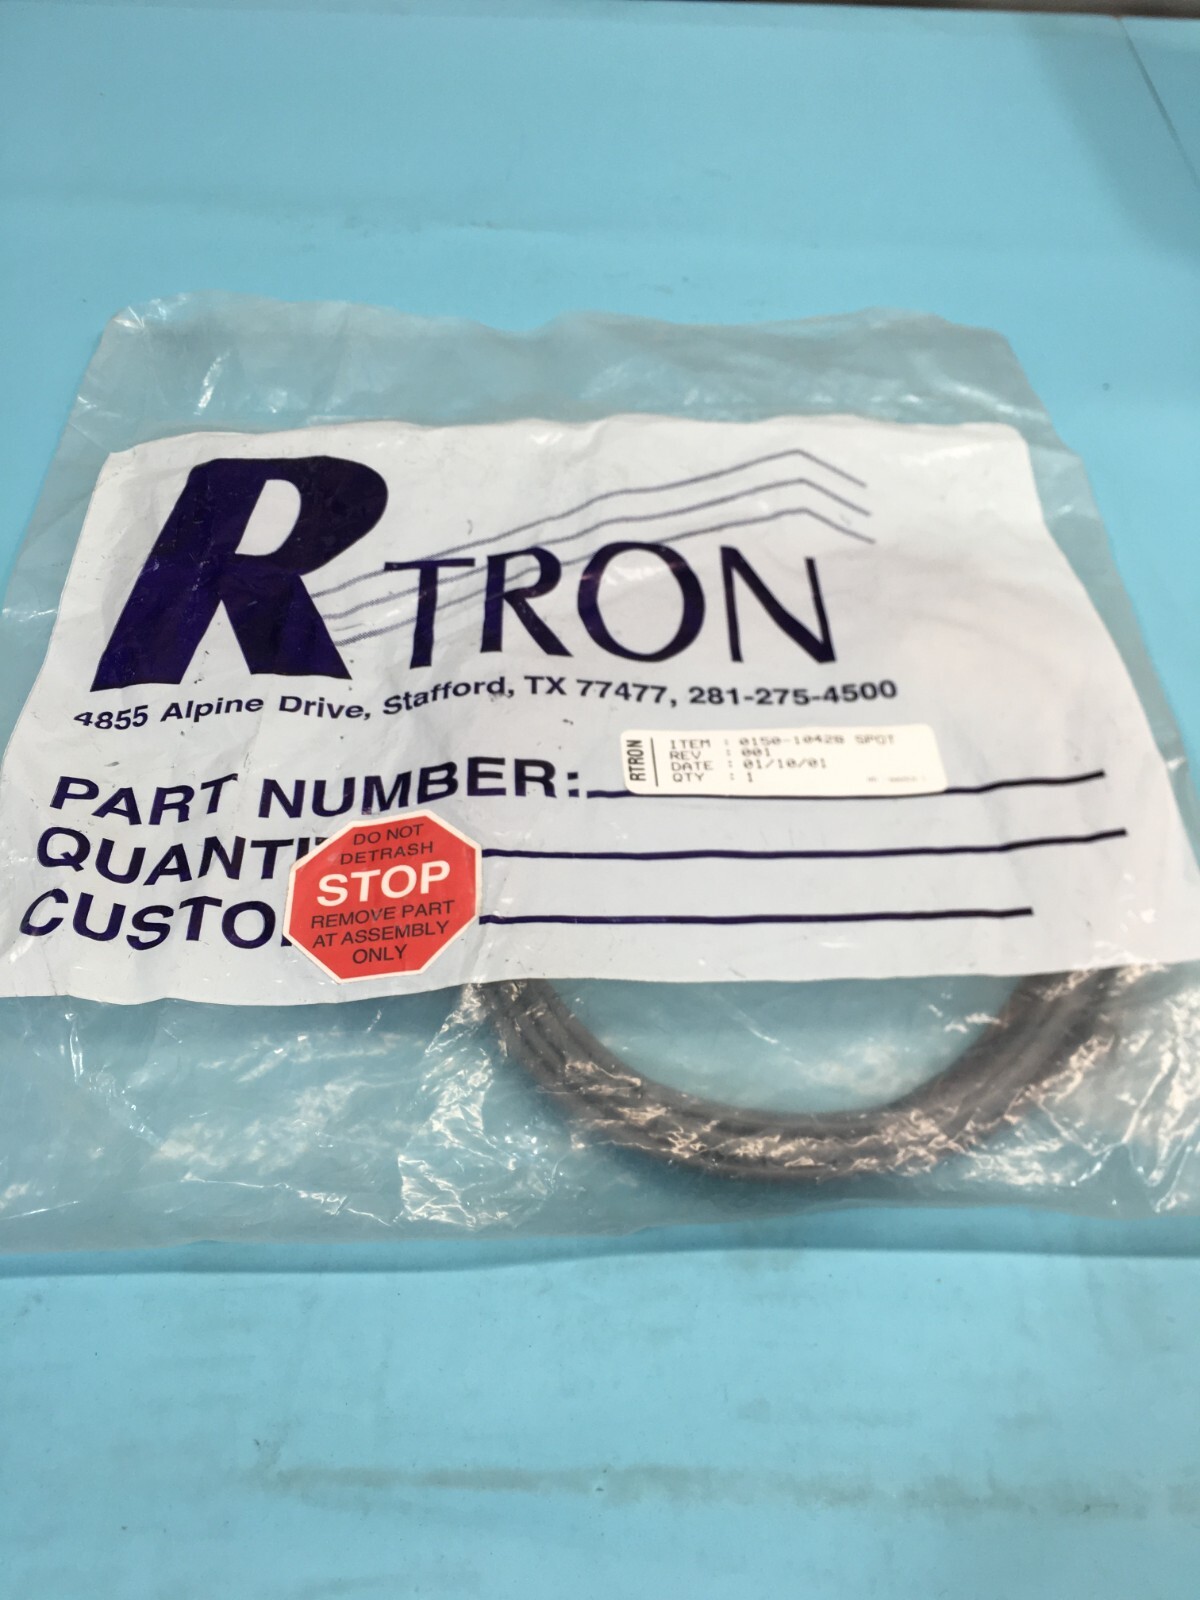 RTRON
4855 Alpine Drive, Stafford, TX 77477, 281-275-4500
RTRON
ITEM : 0150-10428 SPOT
REV : 001
DATE : 01/10/01
QTY : 1
PART NUMBER:
QUANTI
CUSTO
DO NOT
DETRASH
STOP
REMOVE PART
AT ASSEMBLY
ONLY